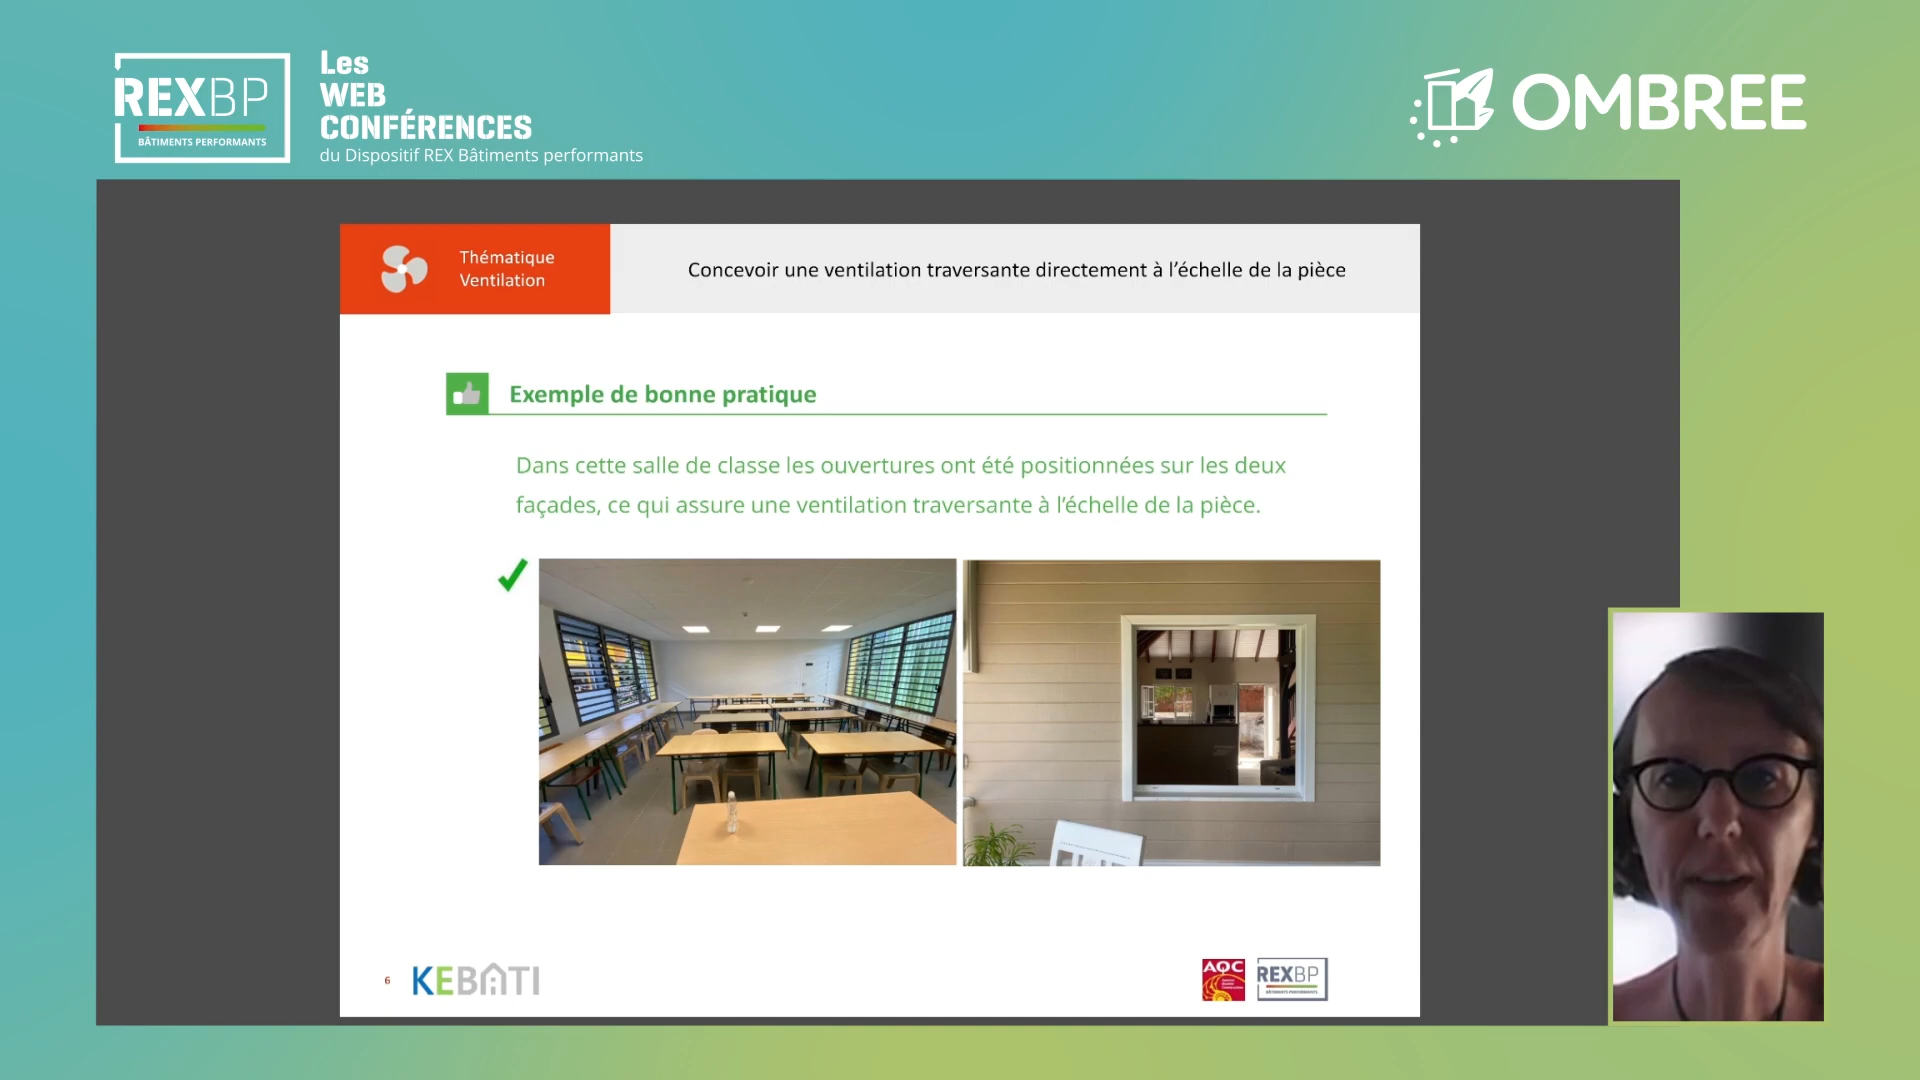 REXBP
BÂTIMENTS PERFORMANTS
Les
WEB
CONFÉRENCES
du Dispositif REX Bâtiments performants
OMBREE
Thématique
Ventilation
Concevoir une ventilation traversante directement à l’échelle de la pièce
Exemple de bonne pratique
Dans cette salle de classe les ouvertures ont été positionnées sur les deux
façades, ce qui assure une ventilation traversante à l’échelle de la pièce.
6
KEBATI
AQC
REXBP
BÂTIMENTS PERFORMANTS